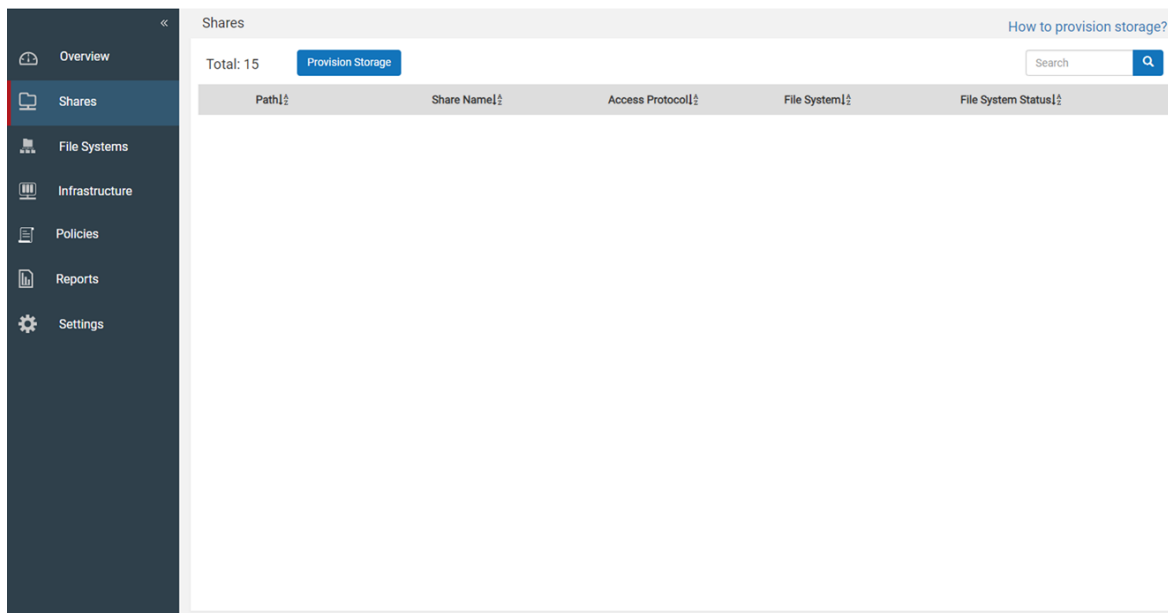 «
Overview
Shares
File Systems
Infrastructure
Policies
Reports
Settings
Shares
How to provision storage?
Total: 15
Provision Storage
Search
Path Share Name Access Protocol File System File System Status